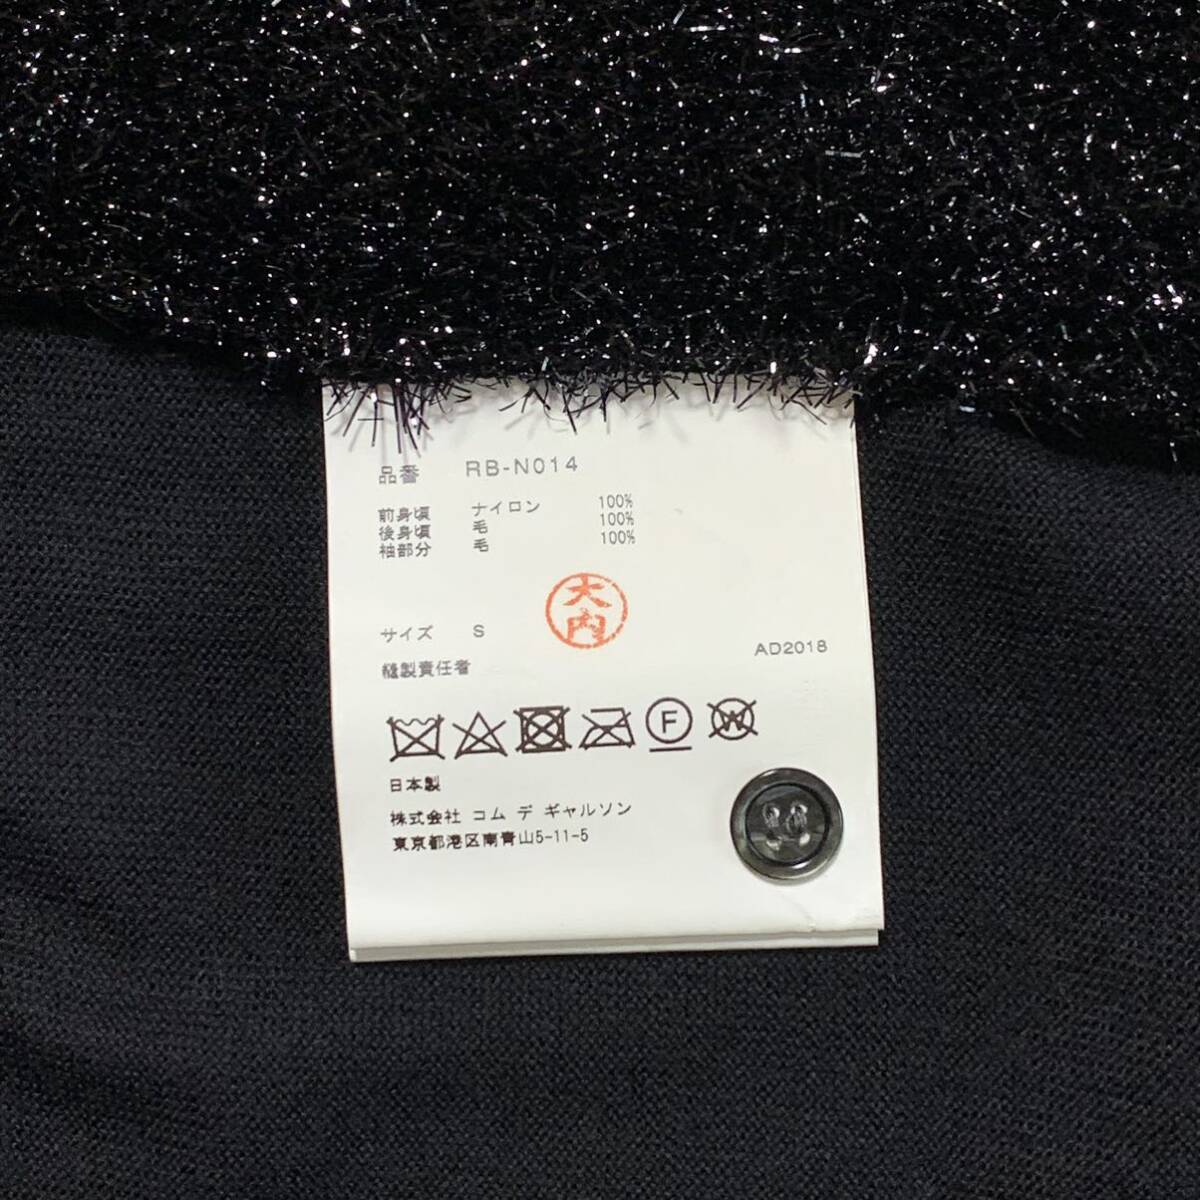 品番 RB-N014
前身頃 ナイロン 100%
後身頃 毛 100%
袖部分 毛 100%
大内
サイズ S
AD2018
縫製責任者
F
W
日本製
株式会社 コム デ ギャルソン
東京都港区南青山5-11-5